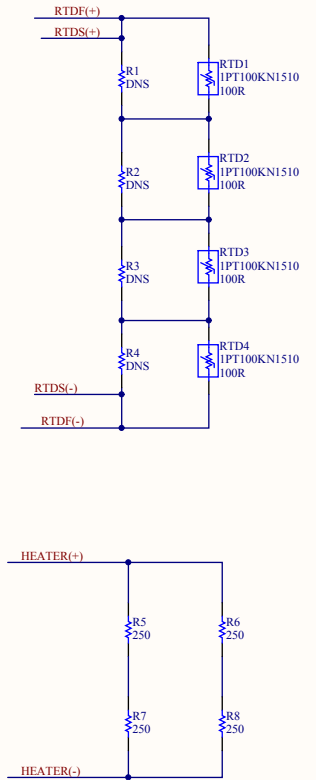 RTDF(+)
RTDS(+)
R1
DNS
RTD1
1PT100KN1510
100R
R2
DNS
RTD2
1PT100KN1510
100R
R3
DNS
RTD3
1PT100KN1510
100R
R4
DNS
RTD4
1PT100KN1510
100R
RTDS(-)
RTDF(-)
HEATER(+)
R5
250
R6
250
R7
250
R8
250
HEATER(-)